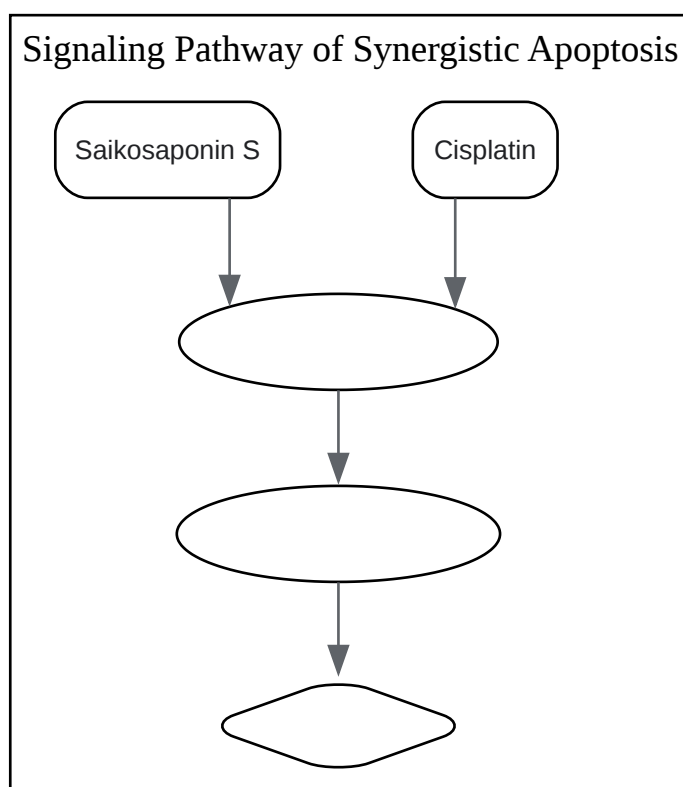 Signaling Pathway of Synergistic Apoptosis
Saikosaponin S
Cisplatin